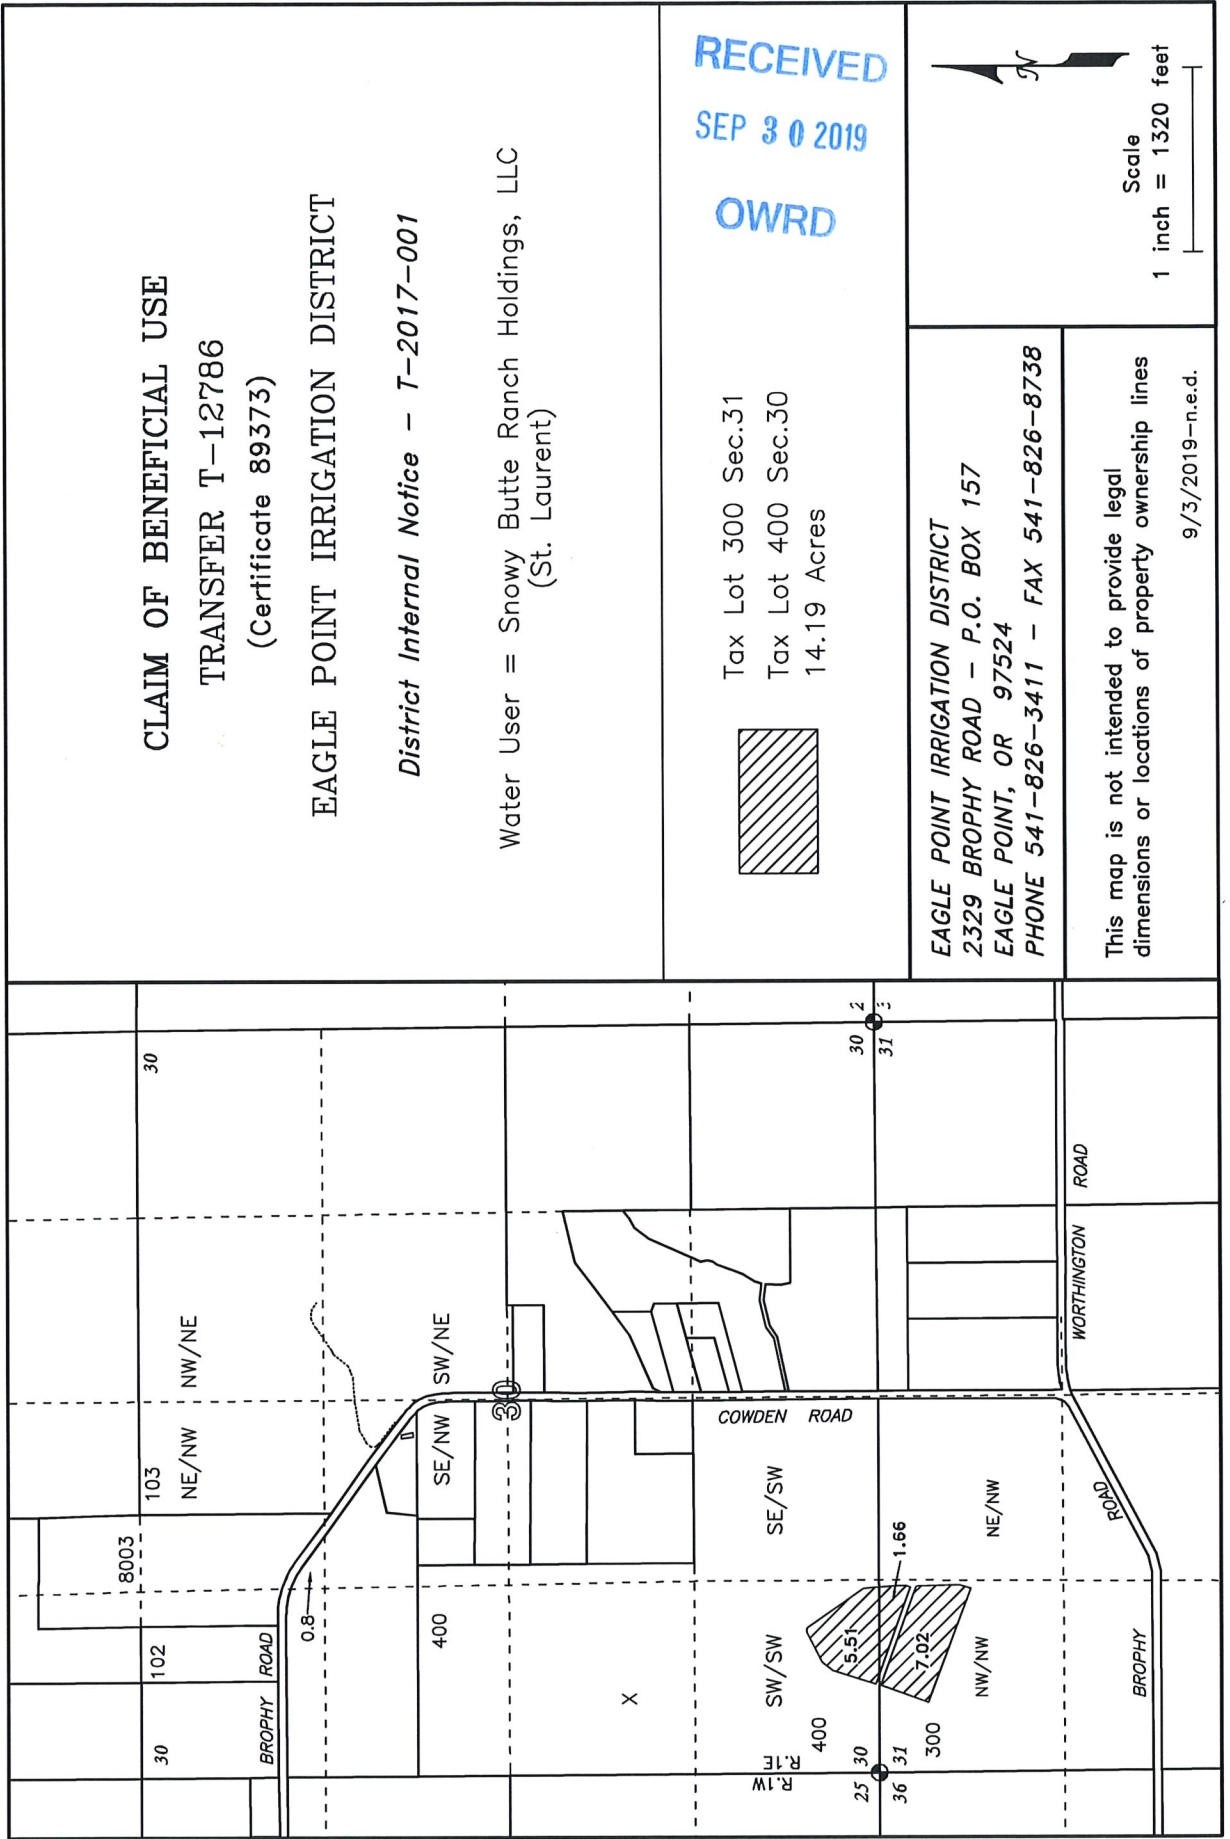 CLAIM OF BENEFICIAL USE
TRANSFER T-12786
(Certificate 89373)
EAGLE POINT IRRIGATION DISTRICT
District Internal Notice - T-2017-001
Water User = Snowy Butte Ranch Holdings, LLC
(St. Laurent)
Tax Lot 300 Sec.31
Tax Lot 400 Sec.30
14.19 Acres
RECEIVED
SEP 30 2019
OWRD
EAGLE POINT IRRIGATION DISTRICT
2329 BROPHY ROAD - P.O. BOX 157
EAGLE POINT, OR 97524
PHONE 541-826-3411 - FAX 541-826-8738
This map is not intended to provide legal
dimensions or locations of property ownership lines
9/3/2019-n.e.d.
N
Scale
1 inch = 1320 feet
8003
30
102
103
30
NE/NW
NW/NE
BROPHY ROAD
0.8
400
SE/NW
SW/NE
30
X
COWDEN ROAD
SW/SW
SE/SW
400
R.1W
R.1E
5.51
25
30
30
2
36
31
31
1.66
300
7.02
NW/NW
NE/NW
WORTHINGTON ROAD
ROAD
BROPHY